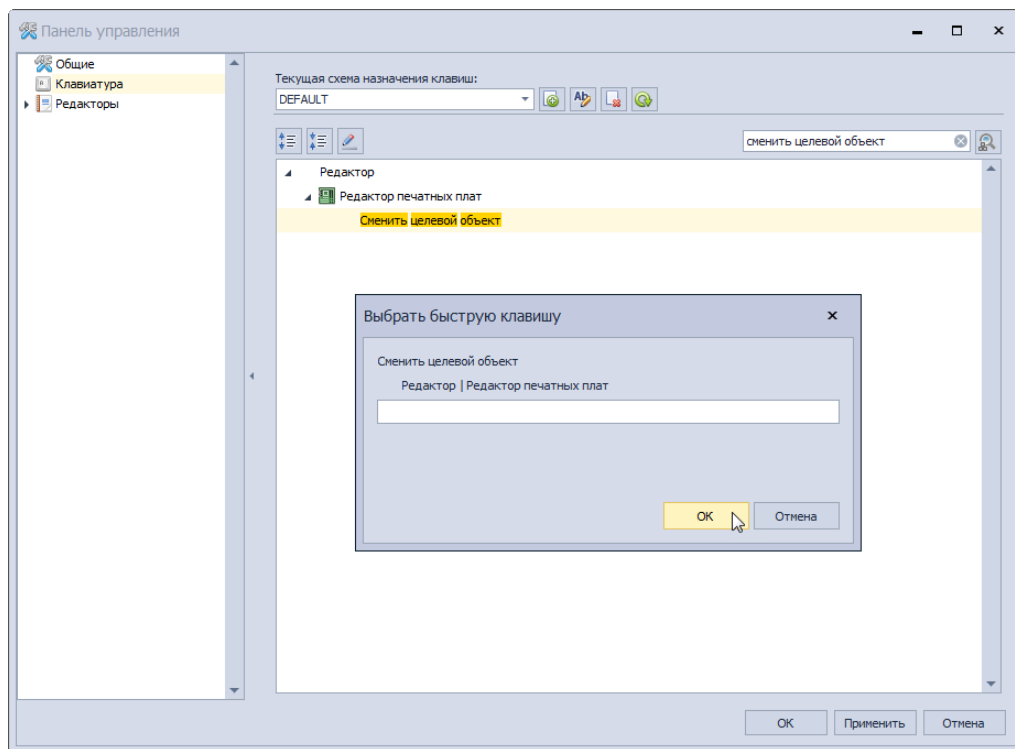 Панель управления
Общие
Клавиатура
Редакторы
Текущая схема назначения клавиш:
DEFAULT
сменить целевой объект
Редактор
Редактор печатных плат
Сменить целевой объект
Выбрать быструю клавишу
Сменить целевой объект
Редактор | Редактор печатных плат
OK
Отмена
OK
Применить
Отмена